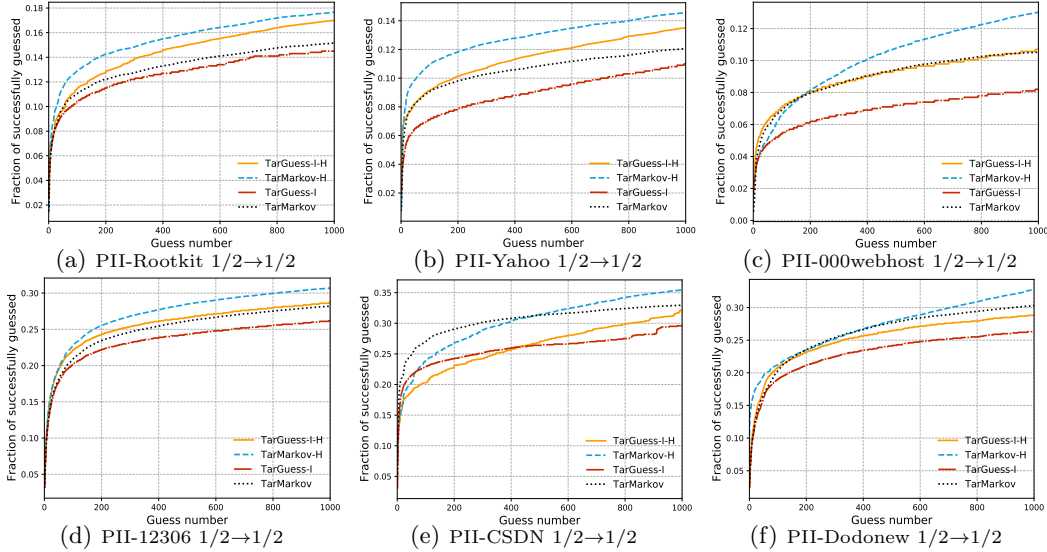 Fraction of successfully guessed
0.18
0.16
0.14
0.12
0.10
0.08
0.06
0.04
0.02
0 200 400 600 800 1000
Guess number
TarGuess-I-H
TarMarkov-H
TarGuess-I
TarMarkov
(a) PII-Rootkit 1/2→1/2
Fraction of successfully guessed
0.14
0.12
0.10
0.08
0.06
0.04
0.02
0 200 400 600 800 1000
Guess number
TarGuess-I-H
TarMarkov-H
TarGuess-I
TarMarkov
(b) PII-Yahoo 1/2→1/2
Fraction of successfully guessed
0.12
0.10
0.08
0.06
0.04
0.02
0.00
0 200 400 600 800 1000
Guess number
TarGuess-I-H
TarMarkov-H
TarGuess-I
TarMarkov
(c) PII-000webhost 1/2→1/2
Fraction of successfully guessed
0.30
0.25
0.20
0.15
0.10
0.05
0 200 400 600 800 1000
Guess number
TarGuess-I-H
TarMarkov-H
TarGuess-I
TarMarkov
(d) PII-12306 1/2→1/2
Fraction of successfully guessed
0.35
0.30
0.25
0.20
0.15
0.10
0.05
0 200 400 600 800 1000
Guess number
TarGuess-I-H
TarMarkov-H
TarGuess-I
TarMarkov
(e) PII-CSDN 1/2→1/2
Fraction of successfully guessed
0.30
0.25
0.20
0.15
0.10
0.05
0 200 400 600 800 1000
Guess number
TarGuess-I-H
TarMarkov-H
TarGuess-I
TarMarkov
(f) PII-Dodonew 1/2→1/2